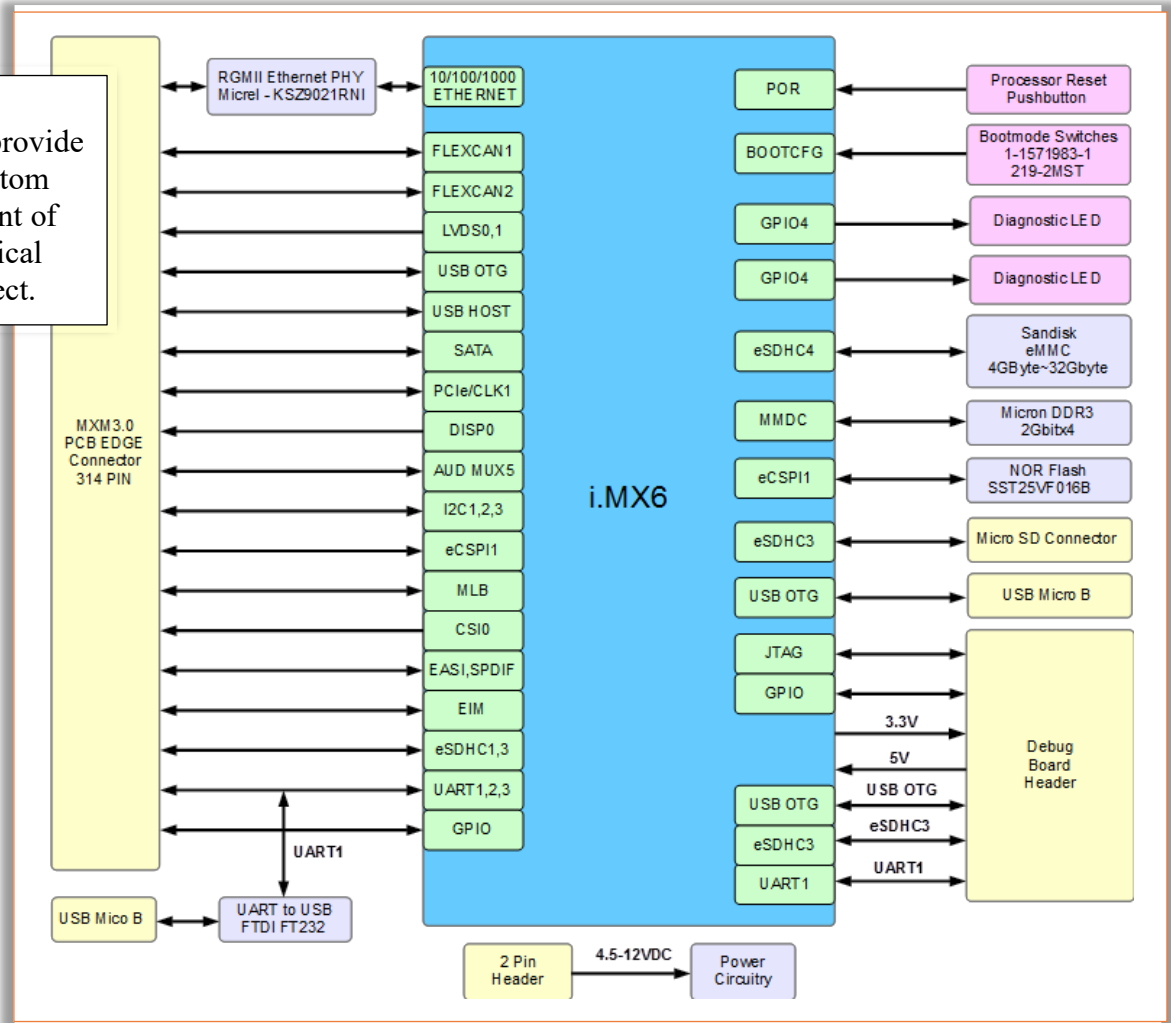 provide
tom
nt of
ical
ect.
MXM3.0
PCB EDGE
Connector
314 PIN
RGMII Ethernet PHY
Micrel - KSZ9021RNI
10/100/1000
ETHERNET
FLEXCAN1
FLEXCAN2
LVDS0,1
USB OTG
USB HOST
SATA
PCIe/CLK1
DISP0
AUD MUX5
I2C1,2,3
eCSPI1
MLB
CSI0
EASI,SPDIF
EIM
eSDHC1,3
UART1,2,3
GPIO
UART1
USB Mico B
UART to USB
FTDI FT232
i.MX6
POR
BOOTCFG
GPIO4
GPIO4
eSDHC4
MMDC
eCSPI1
eSDHC3
USB OTG
JTAG
GPIO
USB OTG
eSDHC3
UART1
Processor Reset
Pushbutton
Bootmode Switches
1-1571983-1
219-2MST
Diagnostic LED
Diagnostic LED
Sandisk
eMMC
4GByte~32Gbyte
Micron DDR3
2Gbitx4
NOR Flash
SST25VF016B
Micro SD Connector
USB Micro B
3.3V
5V
USB OTG
eSDHC3
UART1
Debug
Board
Header
2 Pin
Header
4.5-12VDC
Power
Circuitry